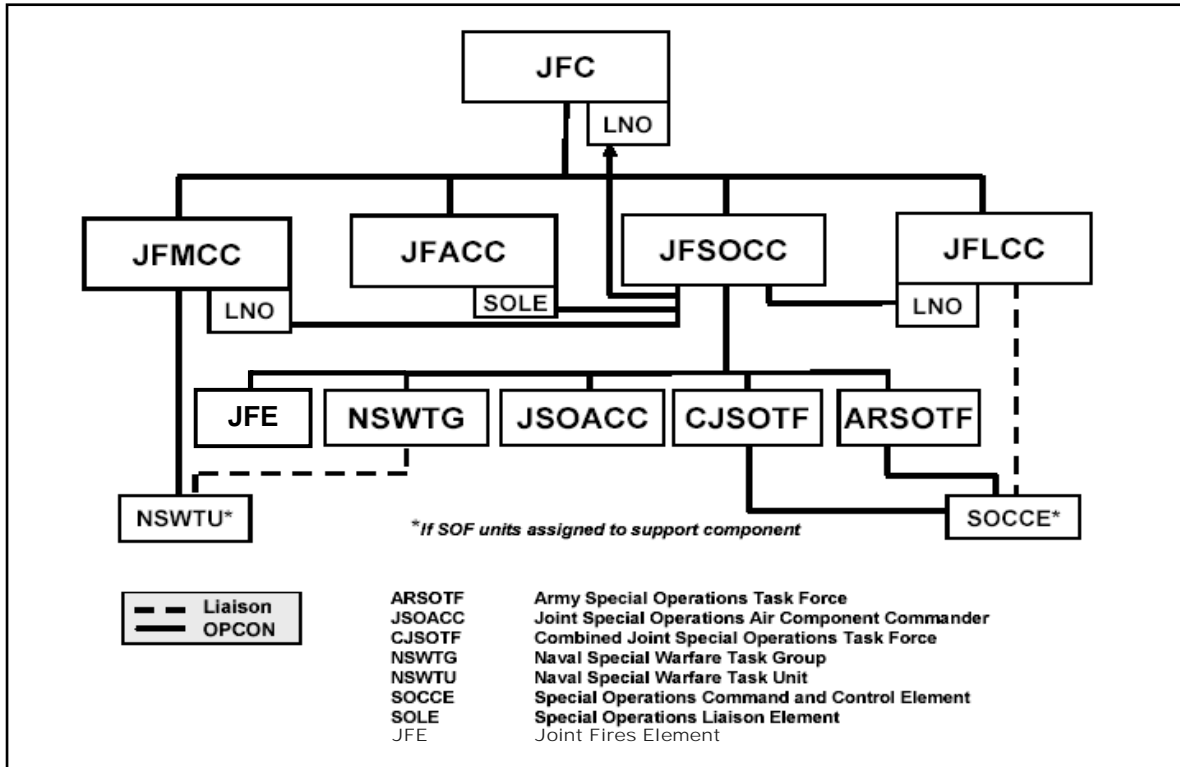 JFC
LNO
JFMCC
JFACC
JFSOCC
JFLCC
LNO
SOLE
LNO
JFE
NSWTG
JSOACC
CJSOTF
ARSOTF
NSWTU*
*If SOF units assigned to support component
SOCCE*
Liaison
OPCON
ARSOTF Army Special Operations Task Force
JSOACC Joint Special Operations Air Component Commander
CJSOTF Combined Joint Special Operations Task Force
NSWTG Naval Special Warfare Task Group
NSWTU Naval Special Warfare Task Unit
SOCCE Special Operations Command and Control Element
SOLE Special Operations Liaison Element
JFE Joint Fires Element